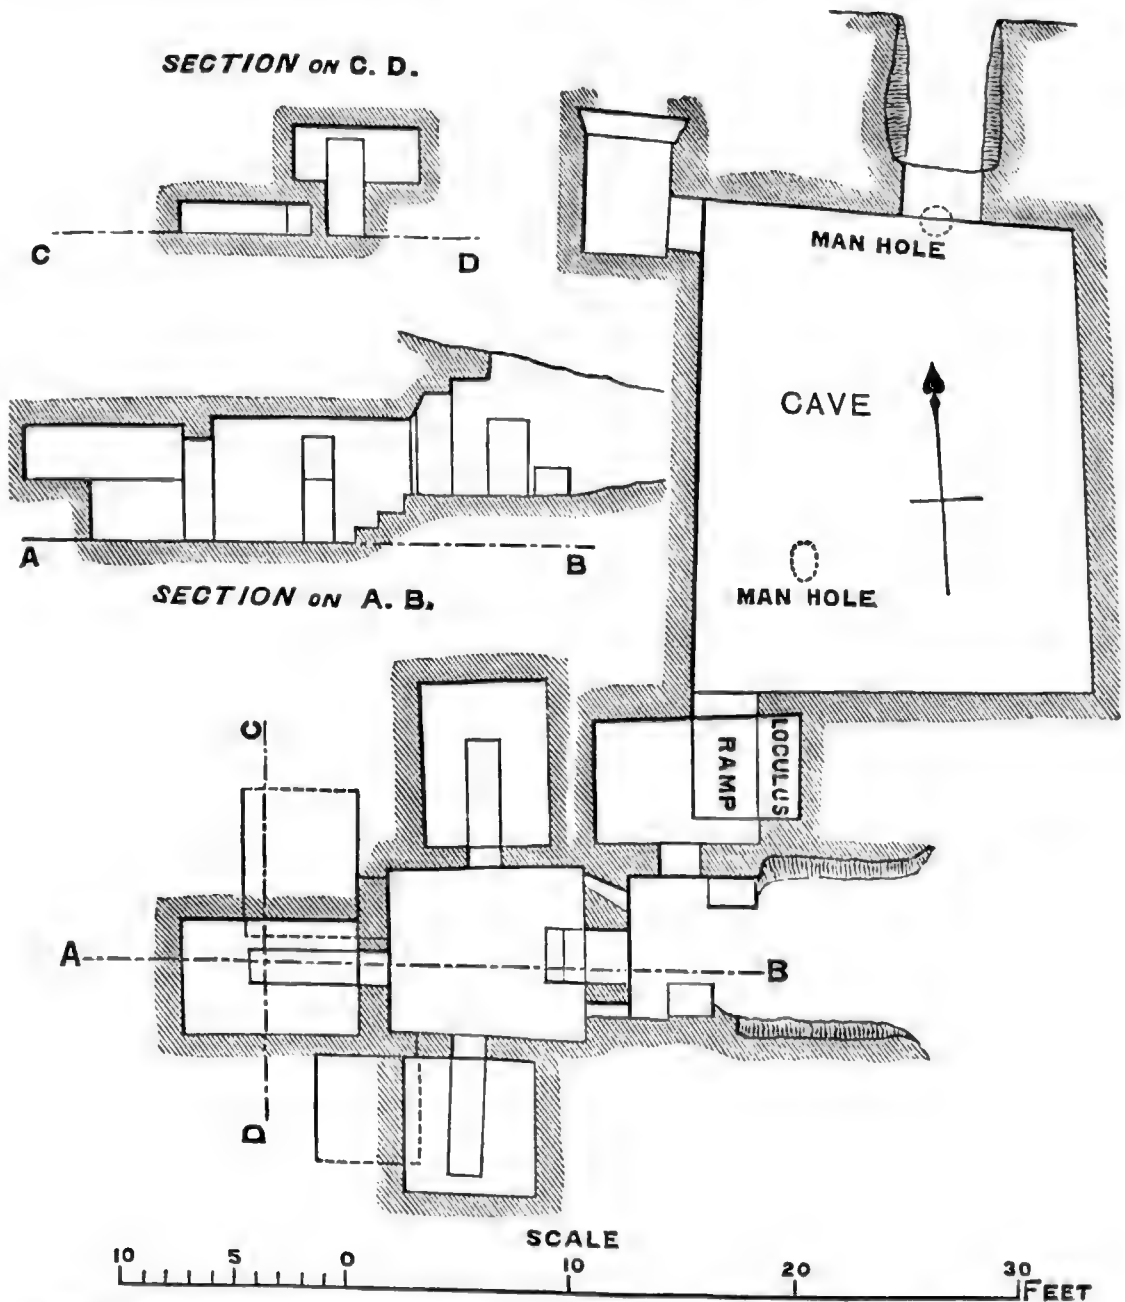 SECTION ON C. D.
C
D
MAN HOLE
CAVE
A
B
SECTION ON A. B.
MAN HOLE
C
RAMP
LOCULUS
A
B
D
SCALE
10 5 0 10 20 30 FEET